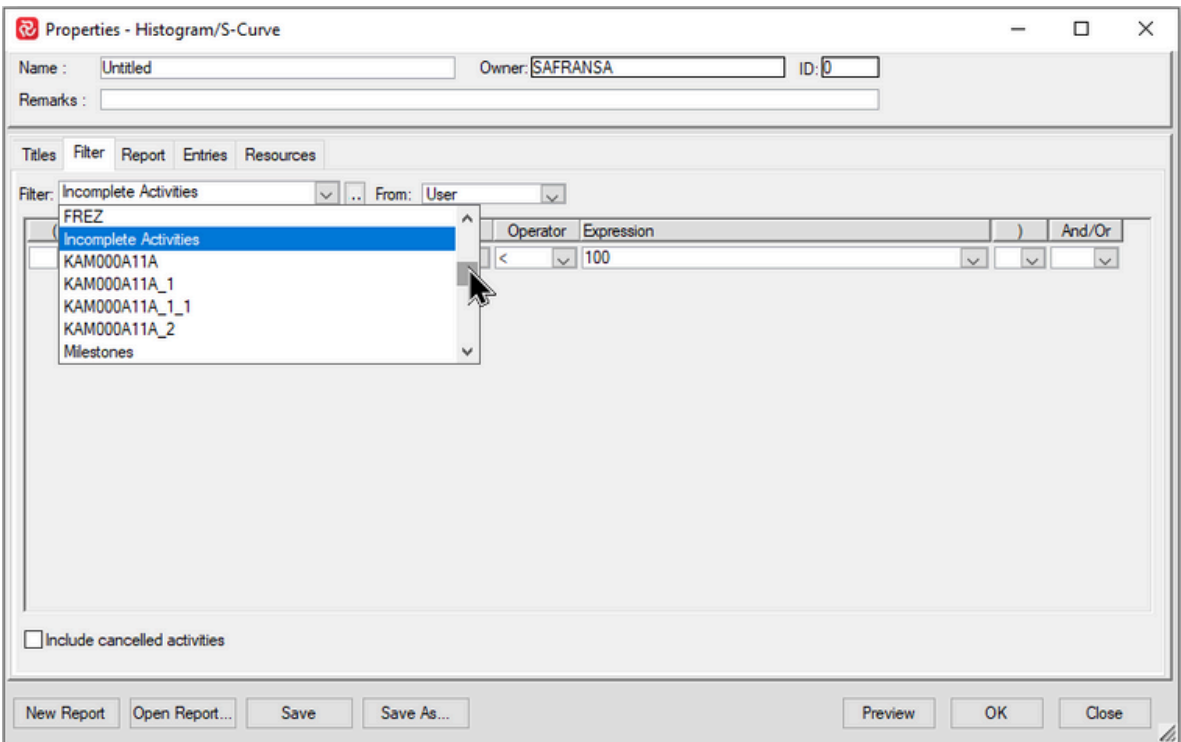 Properties - Histogram/S-Curve
Name : Untitled Owner: SAFRANSA ID: 0
Remarks :
Titles Filter Report Entries Resources
Filter: Incomplete Activities .. From: User
FREZ
( Operator Expression ) And/Or
Incomplete Activities
< 100
KAM000A11A
KAM000A11A_1
KAM000A11A_1_1
KAM000A11A_2
Milestones
Include cancelled activities
New Report Open Report... Save Save As... Preview OK Close